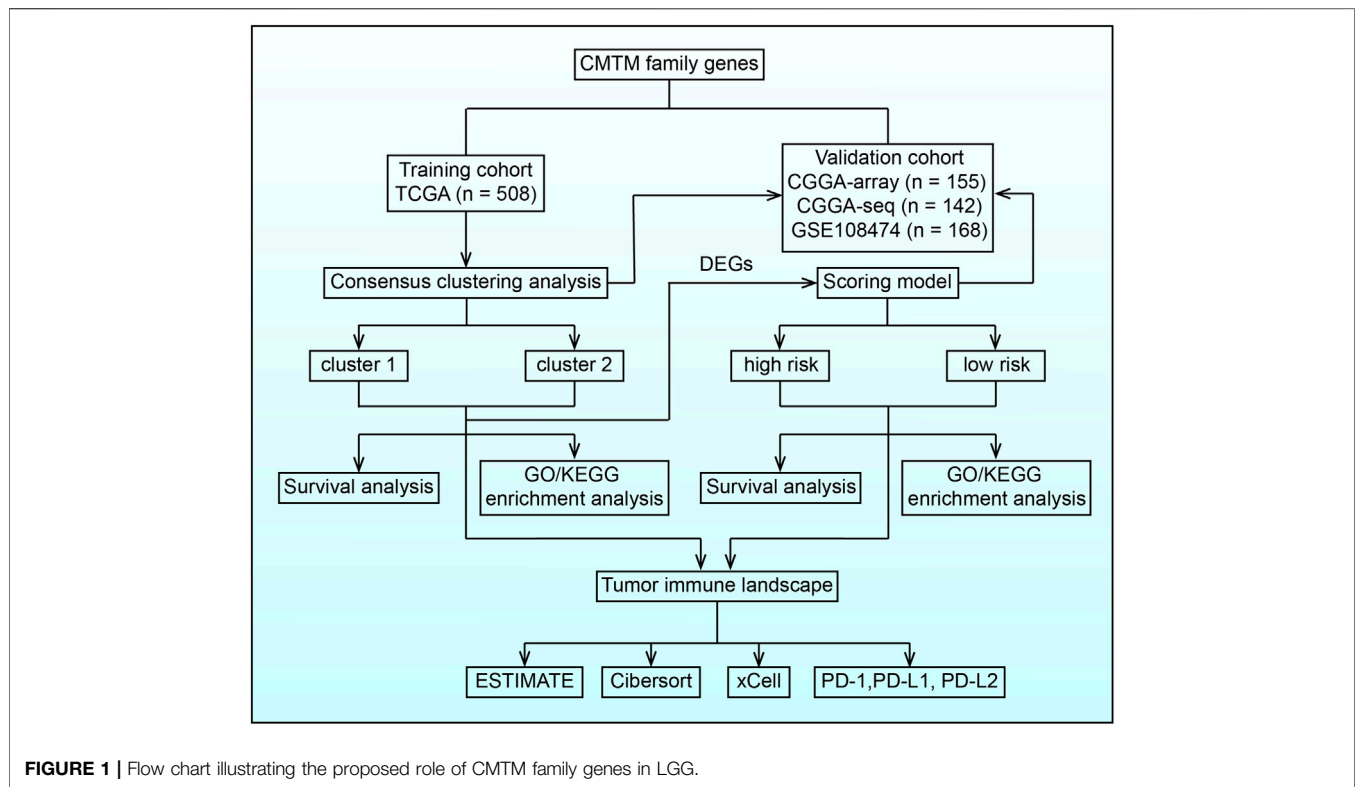 CMTM family genes
Training cohort
TCGA (n = 508)
Validation cohort
CGGA-array (n = 155)
CGGA-seq (n = 142)
GSE108474 (n = 168)
Consensus clustering analysis
DEGs
Scoring model
cluster 1
cluster 2
high risk
low risk
Survival analysis
GO/KEGG
enrichment analysis
Survival analysis
GO/KEGG
enrichment analysis
Tumor immune landscape
ESTIMATE
Cibersort
xCell
PD-1,PD-L1, PD-L2
FIGURE 1 | Flow chart illustrating the proposed role of CMTM family genes in LGG.